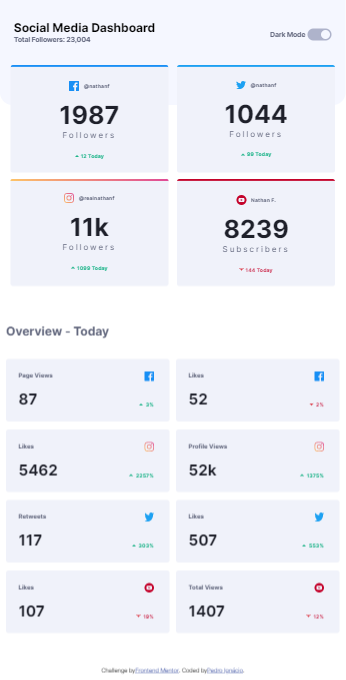 Social Media Dashboard
Total Followers: 23,004
Dark Mode
@nathanf
1987
Followers
12 Today
@nathanf
1044
Followers
99 Today
@realnathanf
11k
Followers
1099 Today
Nathan F.
8239
Subscribers
144 Today
Overview - Today
Page Views
87
3%
Likes
52
2%
Likes
5462
2257%
Profile Views
52k
1375%
Retweets
117
303%
Likes
507
553%
Likes
107
19%
Total Views
1407
12%
Challenge by Frontend Mentor. Coded by Pedro Ignácio.